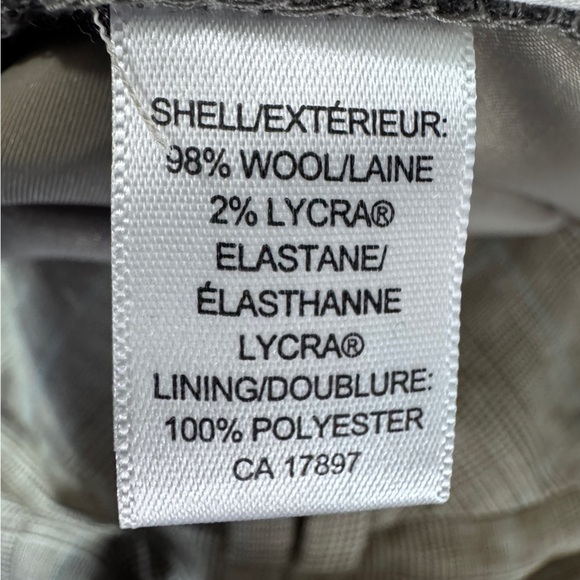 SHELL/EXTÉRIEUR:
98% WOOL/LAINE
2% LYCRA®
ELASTANE/
ÉLASTHANNE
LYCRA®
LINING/DOUBLURE:
100% POLYESTER
CA 17897